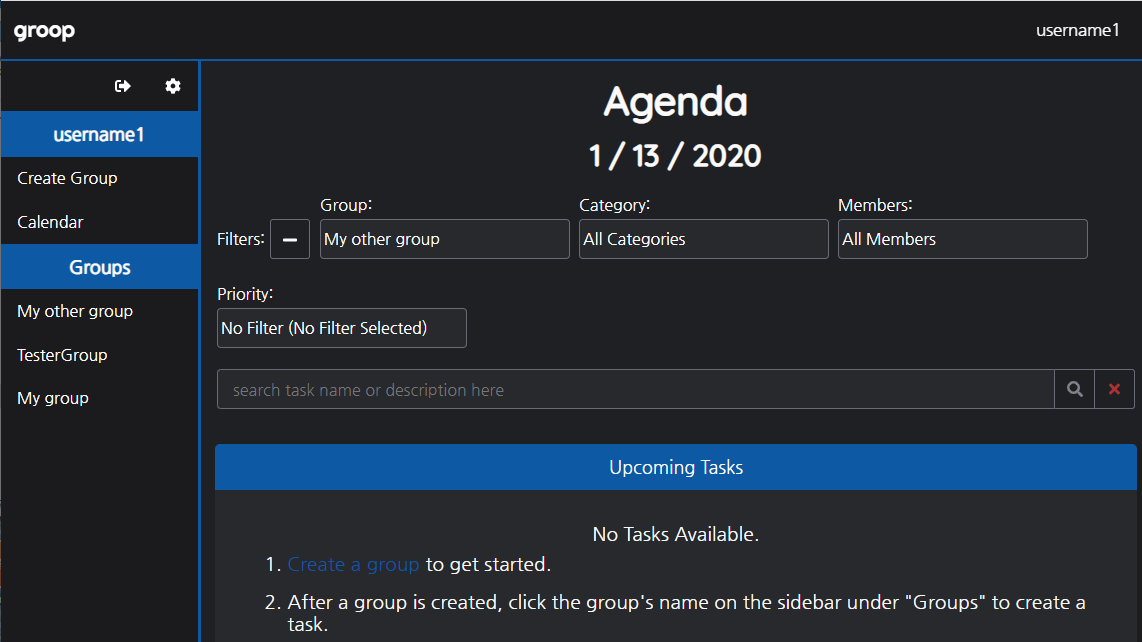 groop
username1
username1
Create Group
Calendar
Groups
My other group
TesterGroup
My group
Agenda
1 / 13 / 2020
Filters:
Group:
My other group
Category:
All Categories
Members:
All Members
Priority:
No Filter (No Filter Selected)
search task name or description here
Upcoming Tasks
No Tasks Available.
1. Create a group to get started.
2. After a group is created, click the group's name on the sidebar under "Groups" to create a
task.